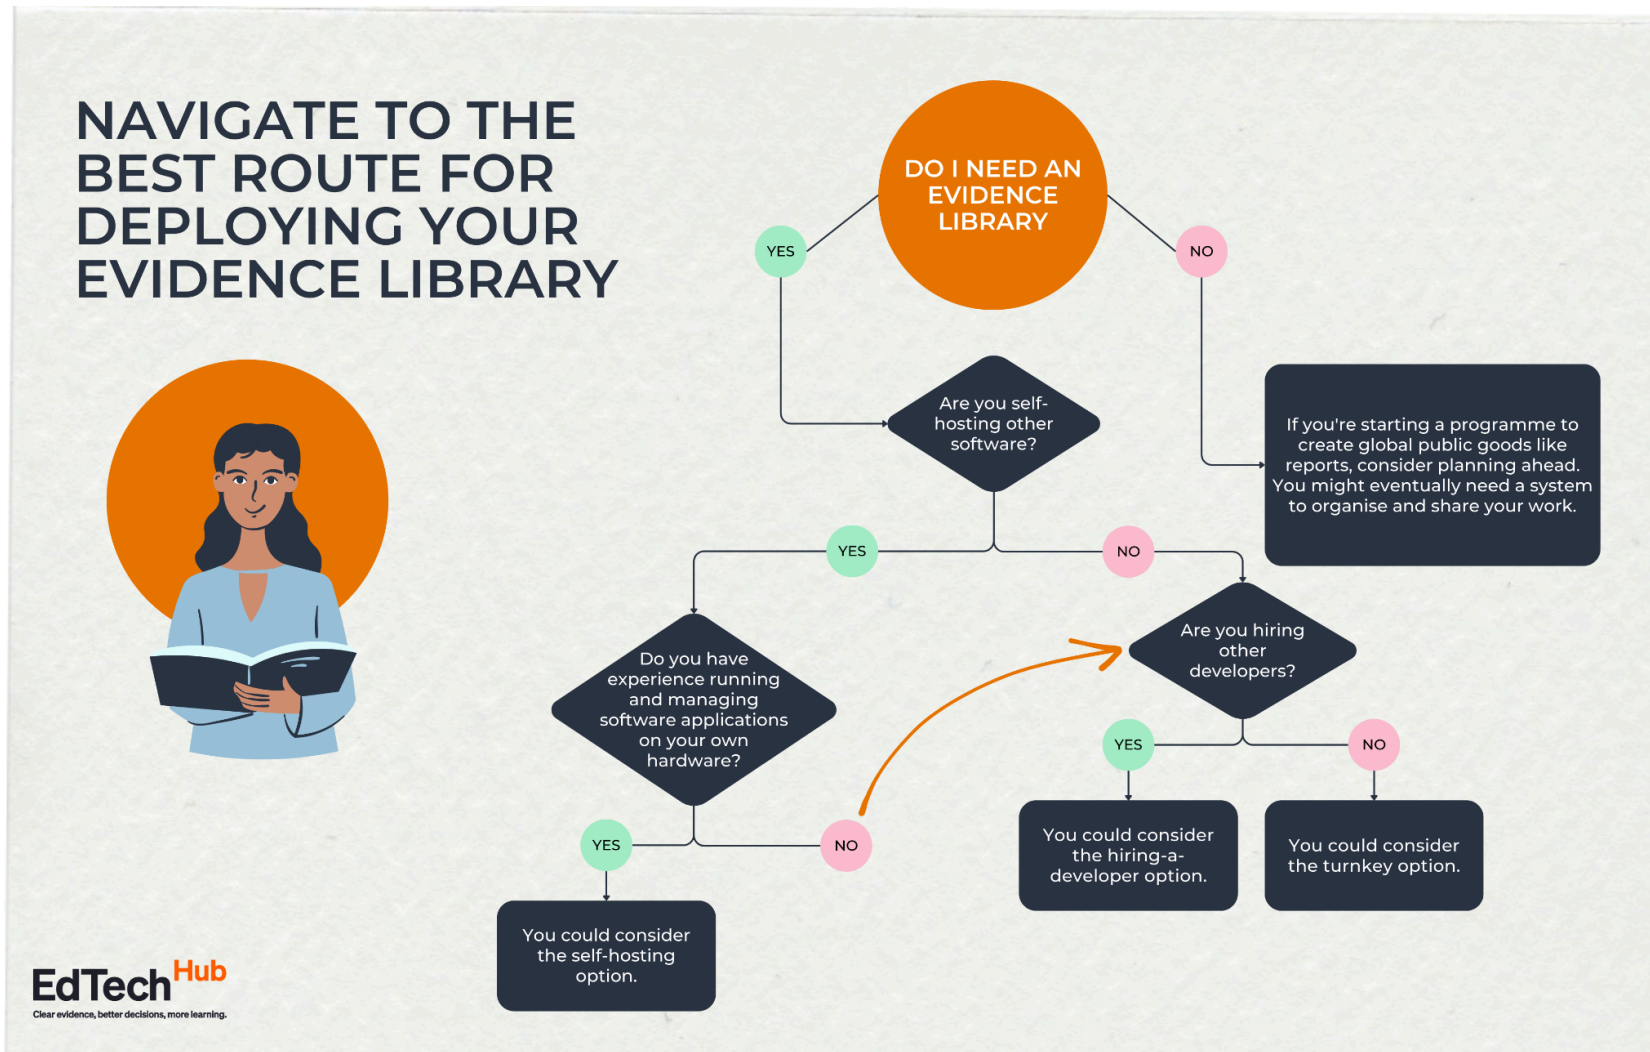 NAVIGATE TO THE
BEST ROUTE FOR
DEPLOYING YOUR
EVIDENCE LIBRARY
DO I NEED AN
EVIDENCE
LIBRARY
YES
NO
Are you self-
hosting other
software?
If you're starting a programme to
create global public goods like
reports, consider planning ahead.
You might eventually need a system
to organise and share your work.
YES
NO
Do you have
experience running
and managing
software applications
on your own
hardware?
Are you hiring
other
developers?
YES
NO
YES
NO
You could consider
the hiring-a-
developer option.
You could consider
the turnkey option.
You could consider
the self-hosting
option.
EdTech Hub
Clear evidence, better decisions, more learning.